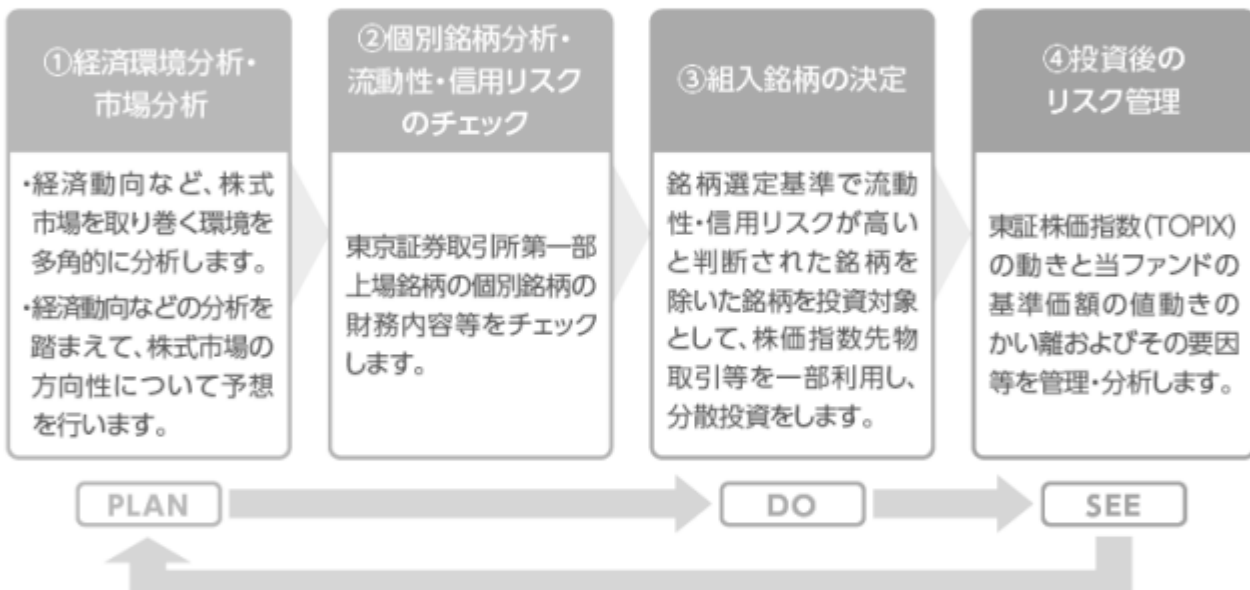 ①経済環境分析・
市場分析
・経済動向など、株式
市場を取り巻く環境を
多角的に分析します。
・経済動向などの分析を
踏まえて、株式市場の
方向性について予想
を行います。
②個別銘柄分析・
流動性・信用リスク
のチェック
東京証券取引所第一部
上場銘柄の個別銘柄の
財務内容等をチェック
します。
③組入銘柄の決定
銘柄選定基準で流動
性・信用リスクが高い
と判断された銘柄を
除いた銘柄を投資対象
として、株価指数先物
取引等を一部利用し、
分散投資をします。
④投資後の
リスク管理
東証株価指数(TOPIX)
の動きと当ファンドの
基準価額の値動きの
かい離およびその要因
等を管理・分析します。
PLAN
DO
SEE